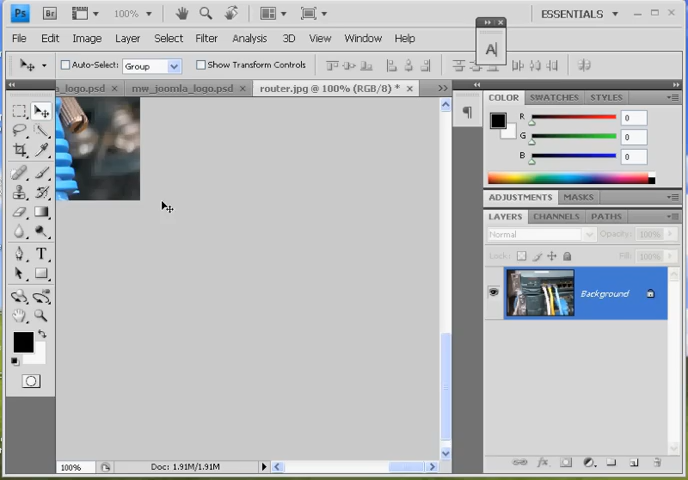 Ps Br 100% ESSENTIALS
File Edit Image Layer Select Filter Analysis 3D View Window Help
A
Auto-Select: Group Show Transform Controls
a_logo.psd mw_joomla_logo.psd router.jpg @ 100% (RGB/8) *
COLOR SWATCHES STYLES
R 0
G 0
B 0
ADJUSTMENTS MASKS
LAYERS CHANNELS PATHS
Normal Opacity: 100%
Lock: Fill: 100%
Background
T
100% Doc: 1.91M/1.91M
fx